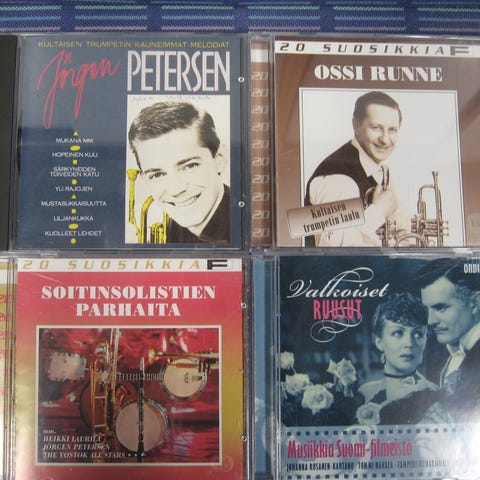 KULTAISEN TRUMPETIN KAUNEIMMAT MELODIAT
Jörgen
PETERSEN
MUKANA MM.
HOPEINEN KUU
SÄRKYNEIDEN
TOIVEIDEN KATU
YLI RAJOJEN
MUSTASUKKAISUUTTA
LILJANKUKKA
KUOLLEET LEHDET
20 SUOSIKKIA F
OSSI RUNNE
Kultaisen
trumpetin laulu
20 SUOSIKKIA F
SOITINSOLISTIEN
PARHAITA
mm.
HEIKKI LAURILA
JÖRGEN PETERSEN
THE VOSTOK ALL STARS
ONDI
Valkoiset
RUUSUT
Musiikkia Suomi-filmeistä